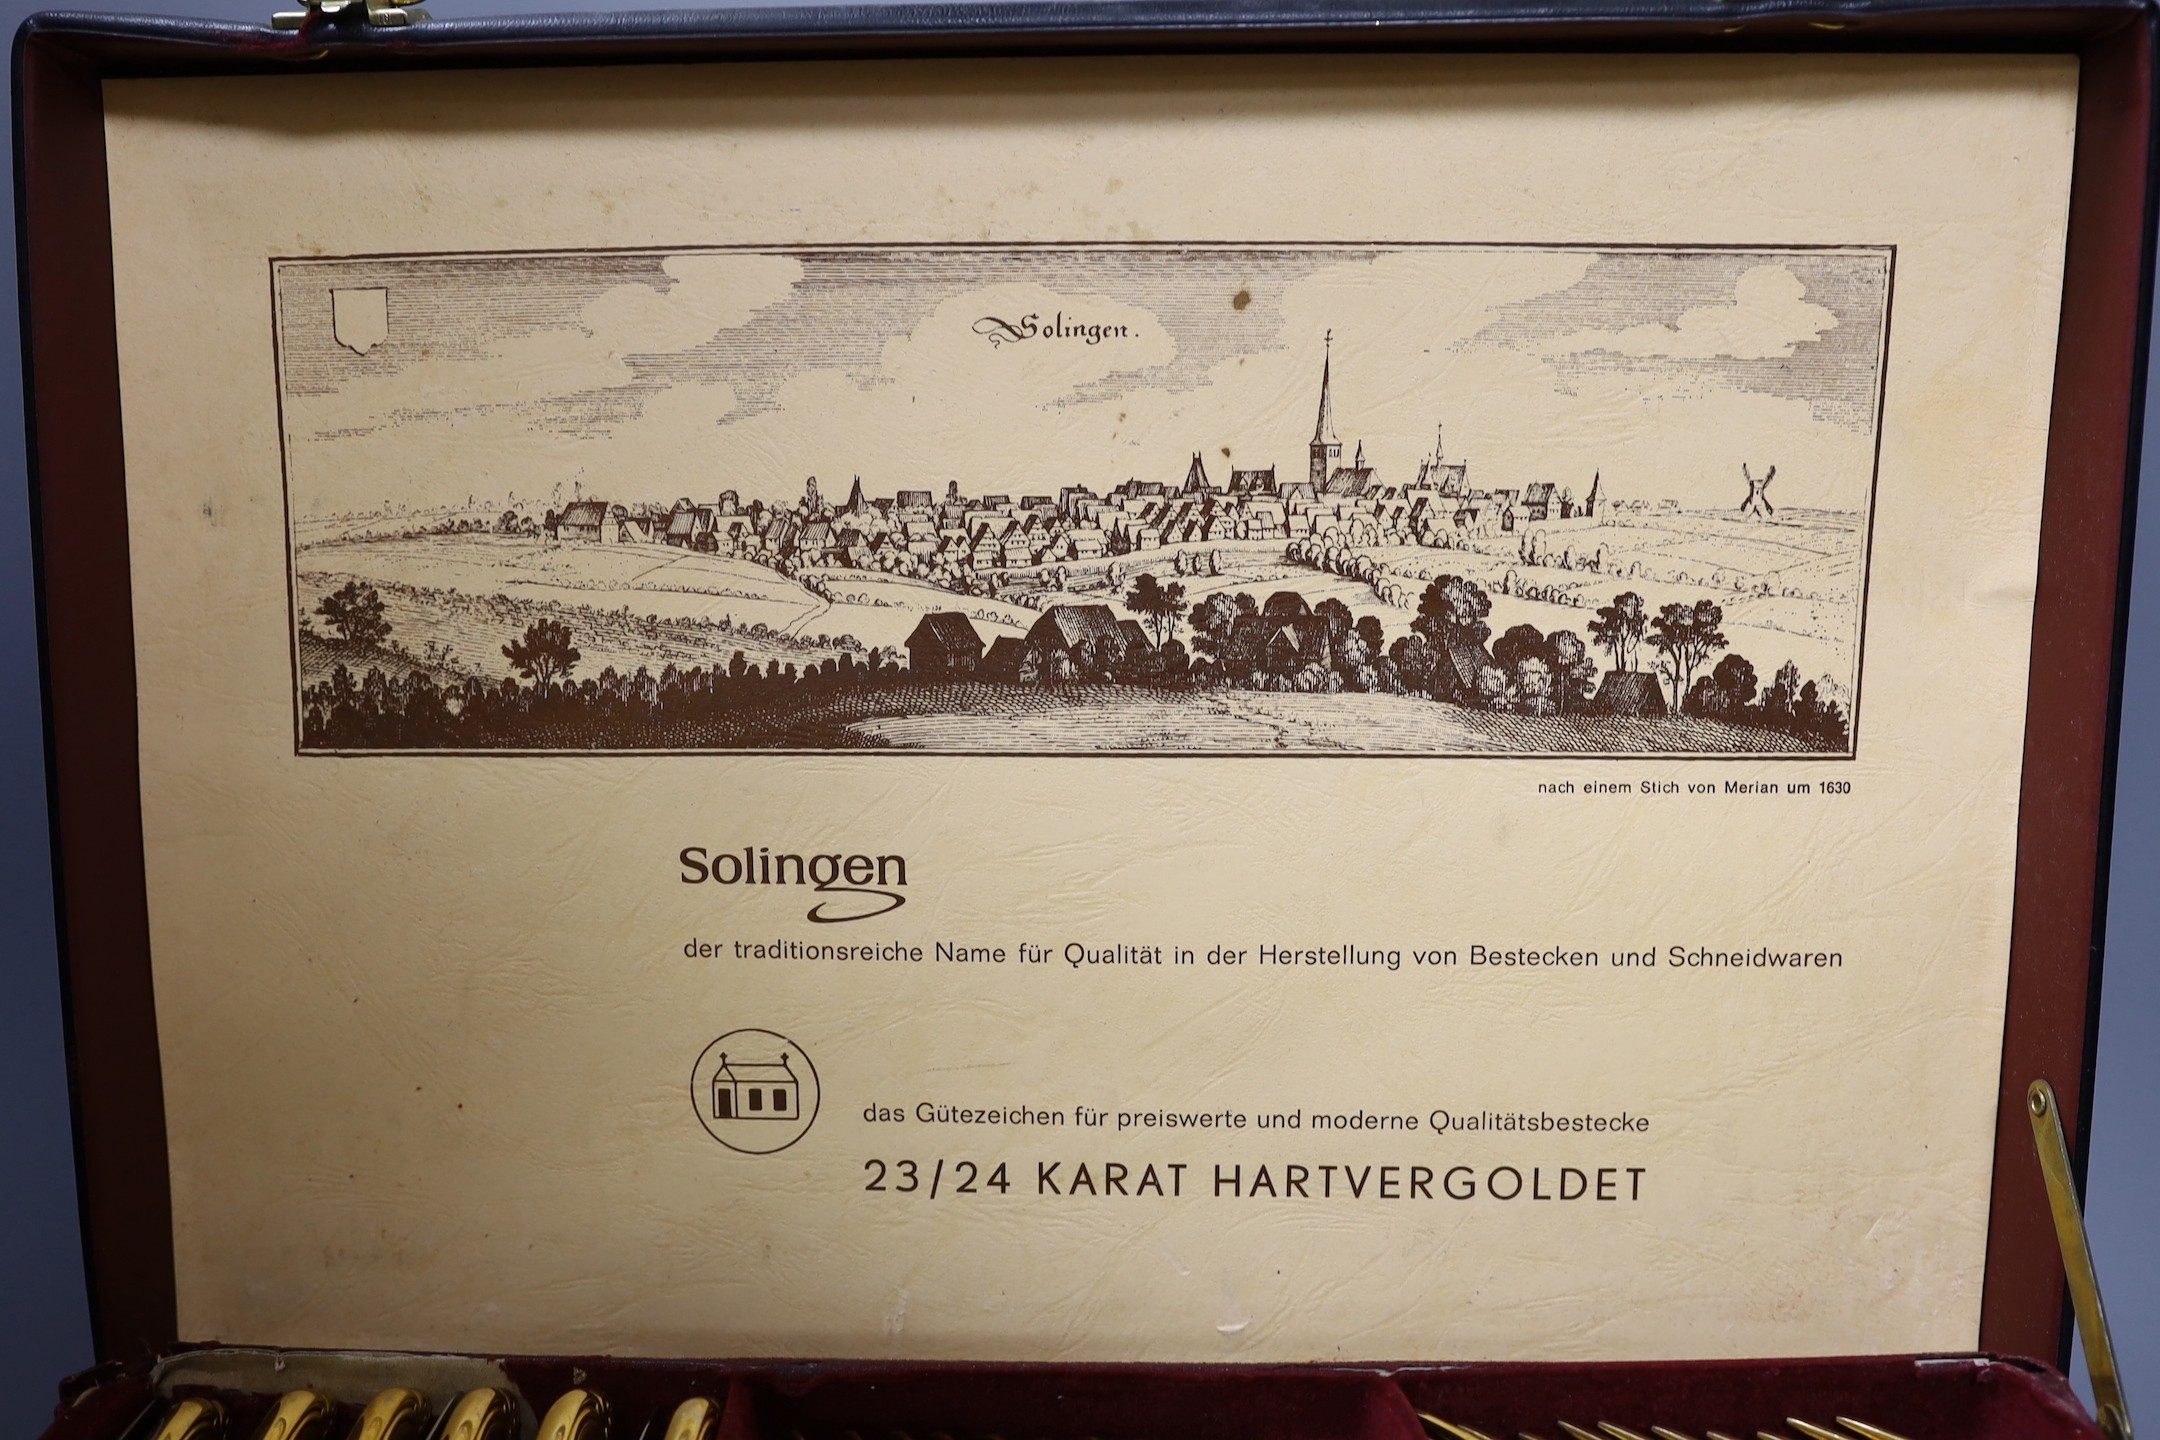 Solingen.
nach einem Stich von Merian um 1630
Solingen
der traditionsreiche Name für Qualität in der Herstellung von Bestecken und Schneidwaren
das Gütezeichen für preiswerte und moderne Qualitätsbestecke
23/24 KARAT HARTVERGOLDET